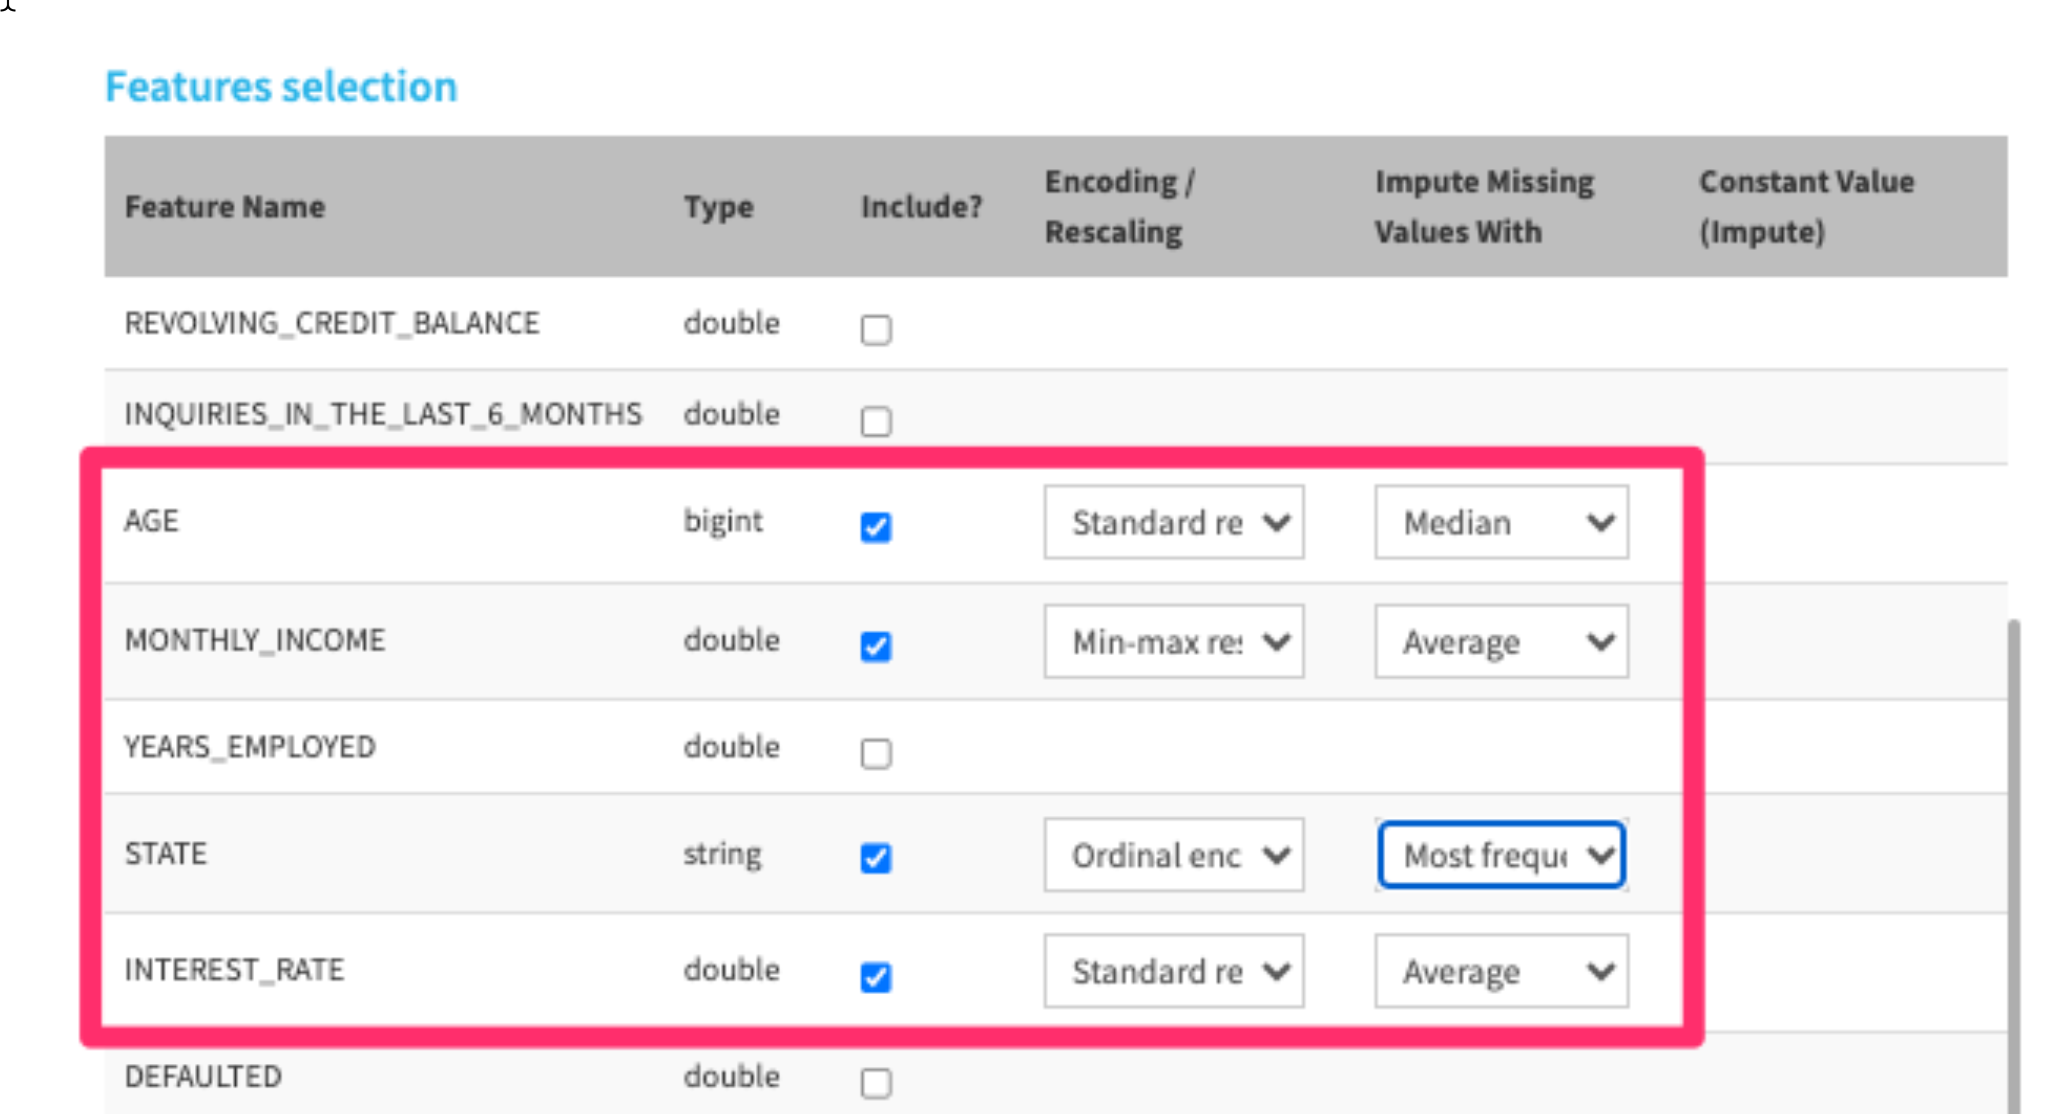 Features selection
Feature Name Type Include? Encoding / Rescaling Impute Missing Values With Constant Value (Impute)
REVOLVING_CREDIT_BALANCE double
INQUIRIES_IN_THE_LAST_6_MONTHS double
AGE bigint Standard re Median
MONTHLY_INCOME double Min-max re Average
YEARS_EMPLOYED double
STATE string Ordinal enc Most frequ
INTEREST_RATE double Standard re Average
DEFAULTED double